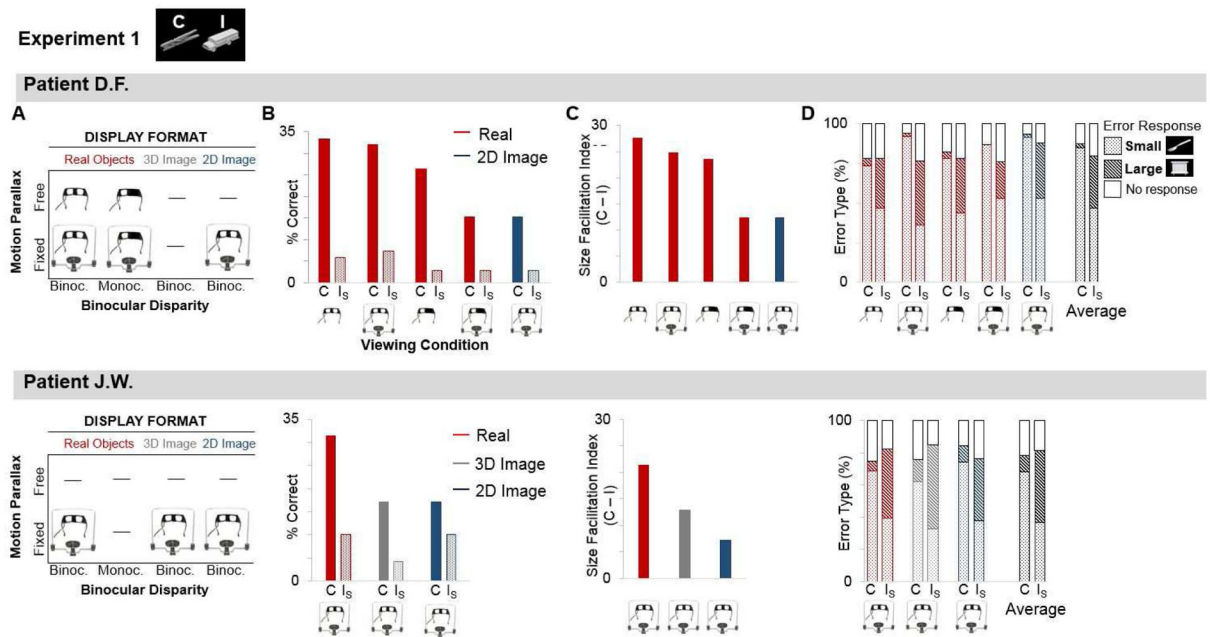 Experiment 1
C I
Patient D.F.
A
DISPLAY FORMAT
Real Objects 3D Image 2D Image
Motion Parallax
Free
Fixed
Binoc. Monoc. Binoc. Binoc.
Binocular Disparity
B
35
% Correct
0
Real
2D Image
C IS C IS C IS C IS C IS
Viewing Condition
C
30
Size Facilitation Index
(C – I)
0
D
100
Error Type (%)
0
C IS C IS C IS C IS C IS C IS
Average
Error Response
Small
Large
No response
Patient J.W.
DISPLAY FORMAT
Real Objects 3D Image 2D Image
Motion Parallax
Free
Fixed
Binoc. Monoc. Binoc. Binoc.
Binocular Disparity
35
% Correct
0
Real
3D Image
2D Image
C IS C IS C IS
30
Size Facilitation Index
(C – I)
0
100
Error Type (%)
0
C IS C IS C IS C IS
Average